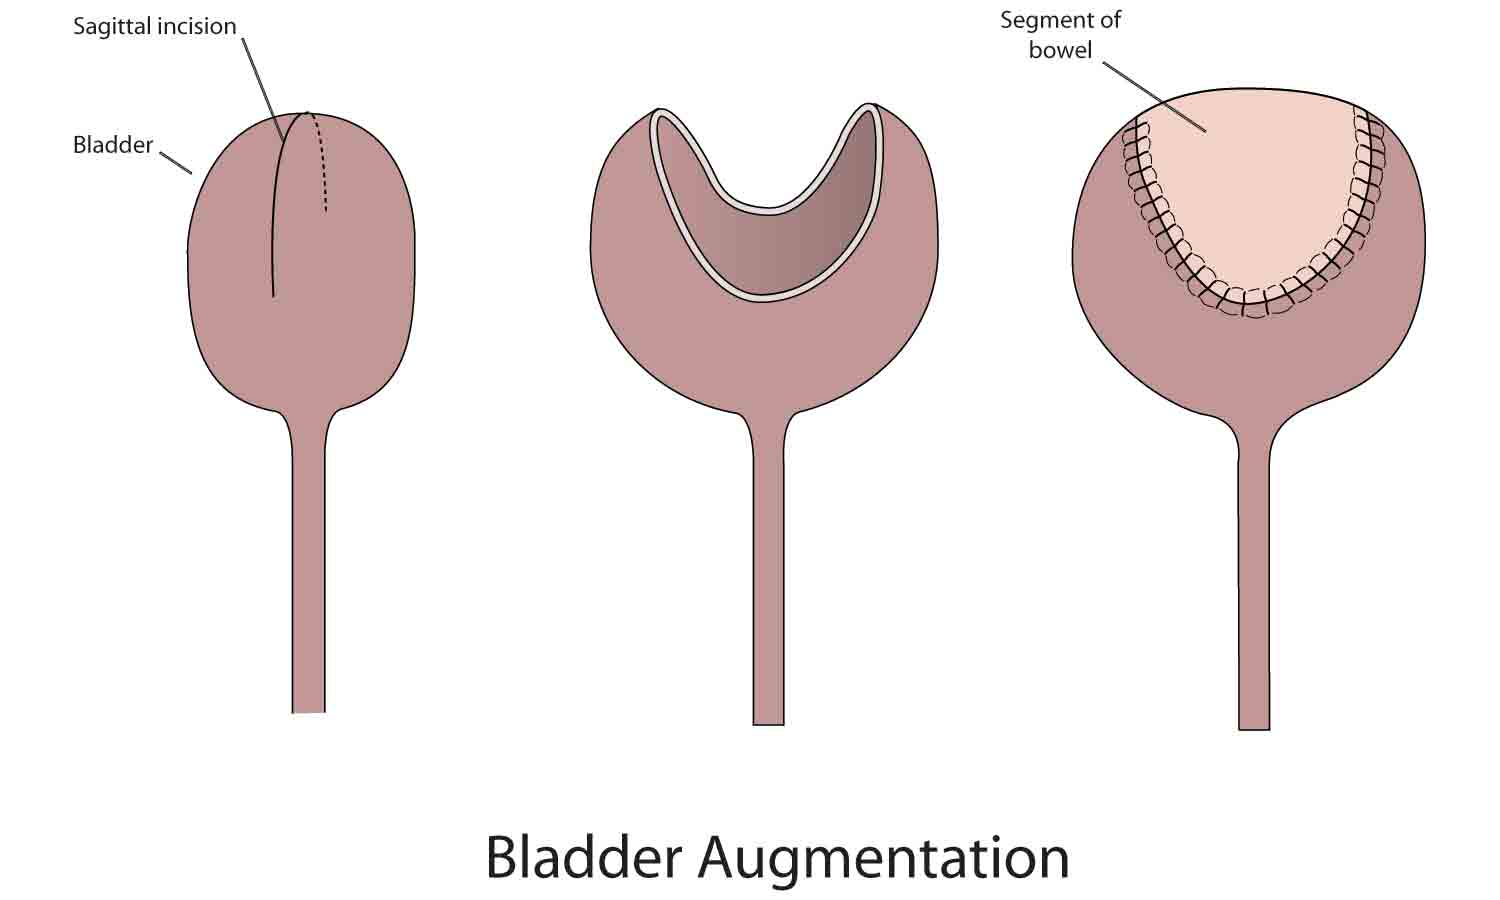 Sagittal incision
Bladder
Segment of
bowel
Bladder Augmentation